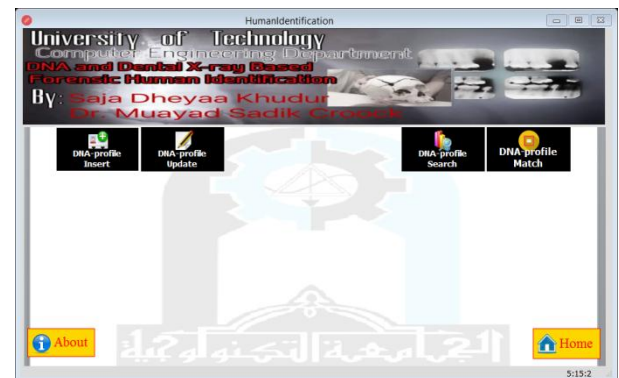 HumanIdentification
University of Technology
Computer Engineering Department
DNA and Dental X-ray Based
Forensic Human Identification
By: Saja Dheyaa Khudur
Dr. Muayad Sadik Croock
DNA-profile
Insert
DNA-profile
Update
DNA-profile
Search
DNA-profile
Match
About
الجامعة التكنولوجية
Home
5:15:2